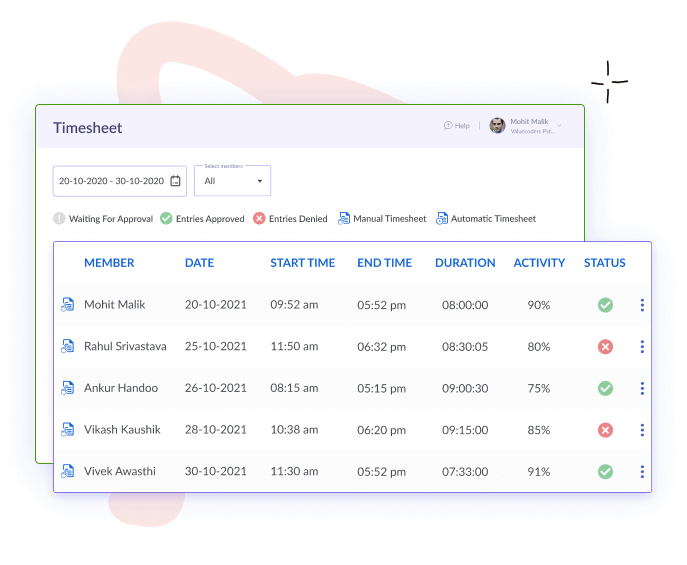 Timesheet
Help | Mohit Malik
Valuecoders Pvt...
Select members
20-10-2020 - 30-10-2020 All
Waiting For Approval Entries Approved Entries Denied Manual Timesheet Automatic Timesheet
MEMBER DATE START TIME END TIME DURATION ACTIVITY STATUS
Mohit Malik 20-10-2021 09:52 am 05:52 pm 08:00:00 90%
Rahul Srivastava 25-10-2021 11:50 am 06:32 pm 08:30:05 80%
Ankur Handoo 26-10-2021 08:15 am 05:15 pm 09:00:30 75%
Vikash Kaushik 28-10-2021 10:38 am 06:20 pm 09:15:00 85%
Vivek Awasthi 30-10-2021 11:30 am 05:52 pm 07:33:00 91%